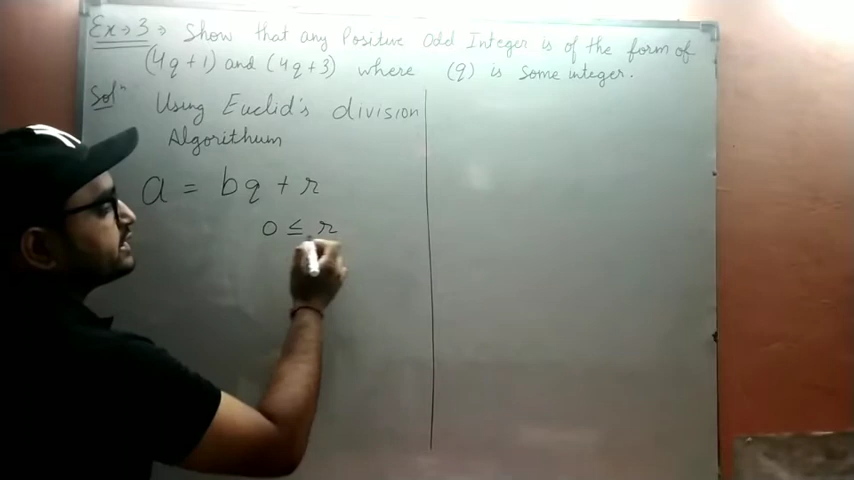 Ex → 3 → Show that any Positive Odd Integer is of the form of
(4q + 1) and (4q + 3) where (q) is some integer.
Solⁿ Using Euclid's division
Algorithum
a = bq + r
0 ≤ r